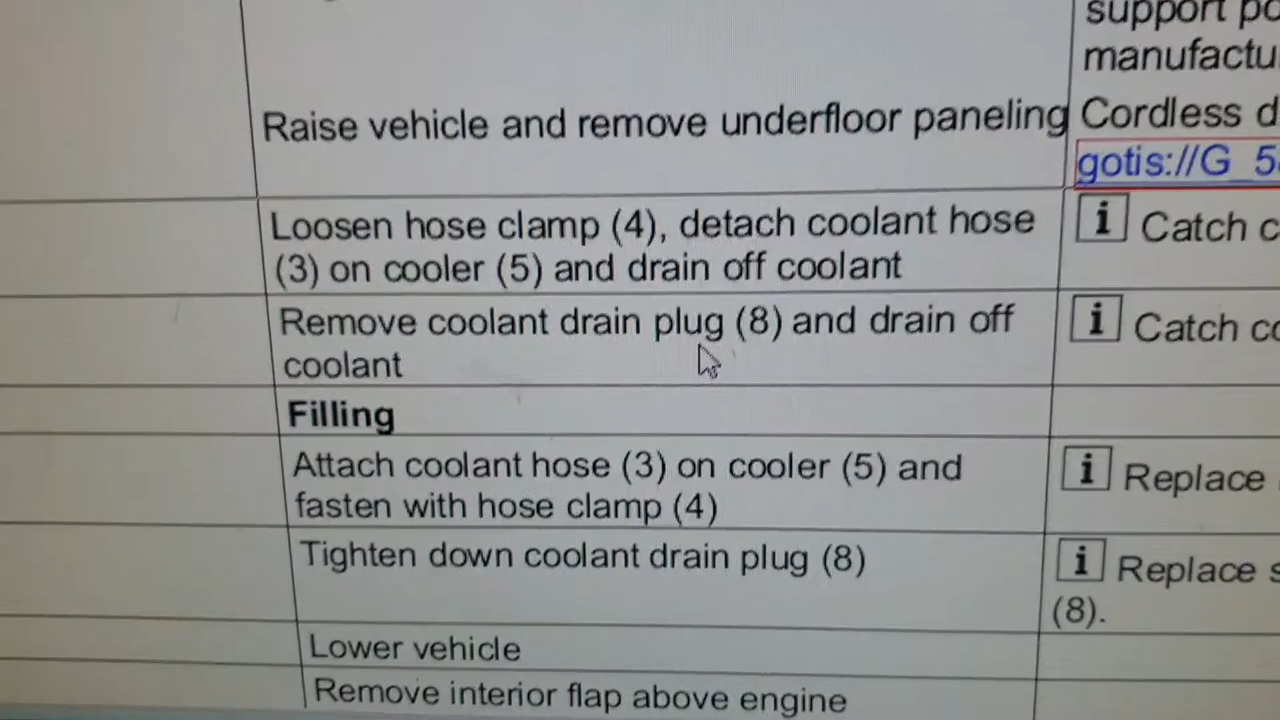 support
Raise vehicle and remove underfloor paneling
Cordless
gotis://G_5
Loosen hose clamp (4), detach coolant hose
(3) on cooler (5) and drain off coolant
i Catch
Remove coolant drain plug (8) and drain off
coolant
i Catch
Filling
Attach coolant hose (3) on cooler (5) and
fasten with hose clamp (4)
i Replace
Tighten down coolant drain plug (8)
i Replace
(8).
Lower vehicle
Remove interior flap above engine